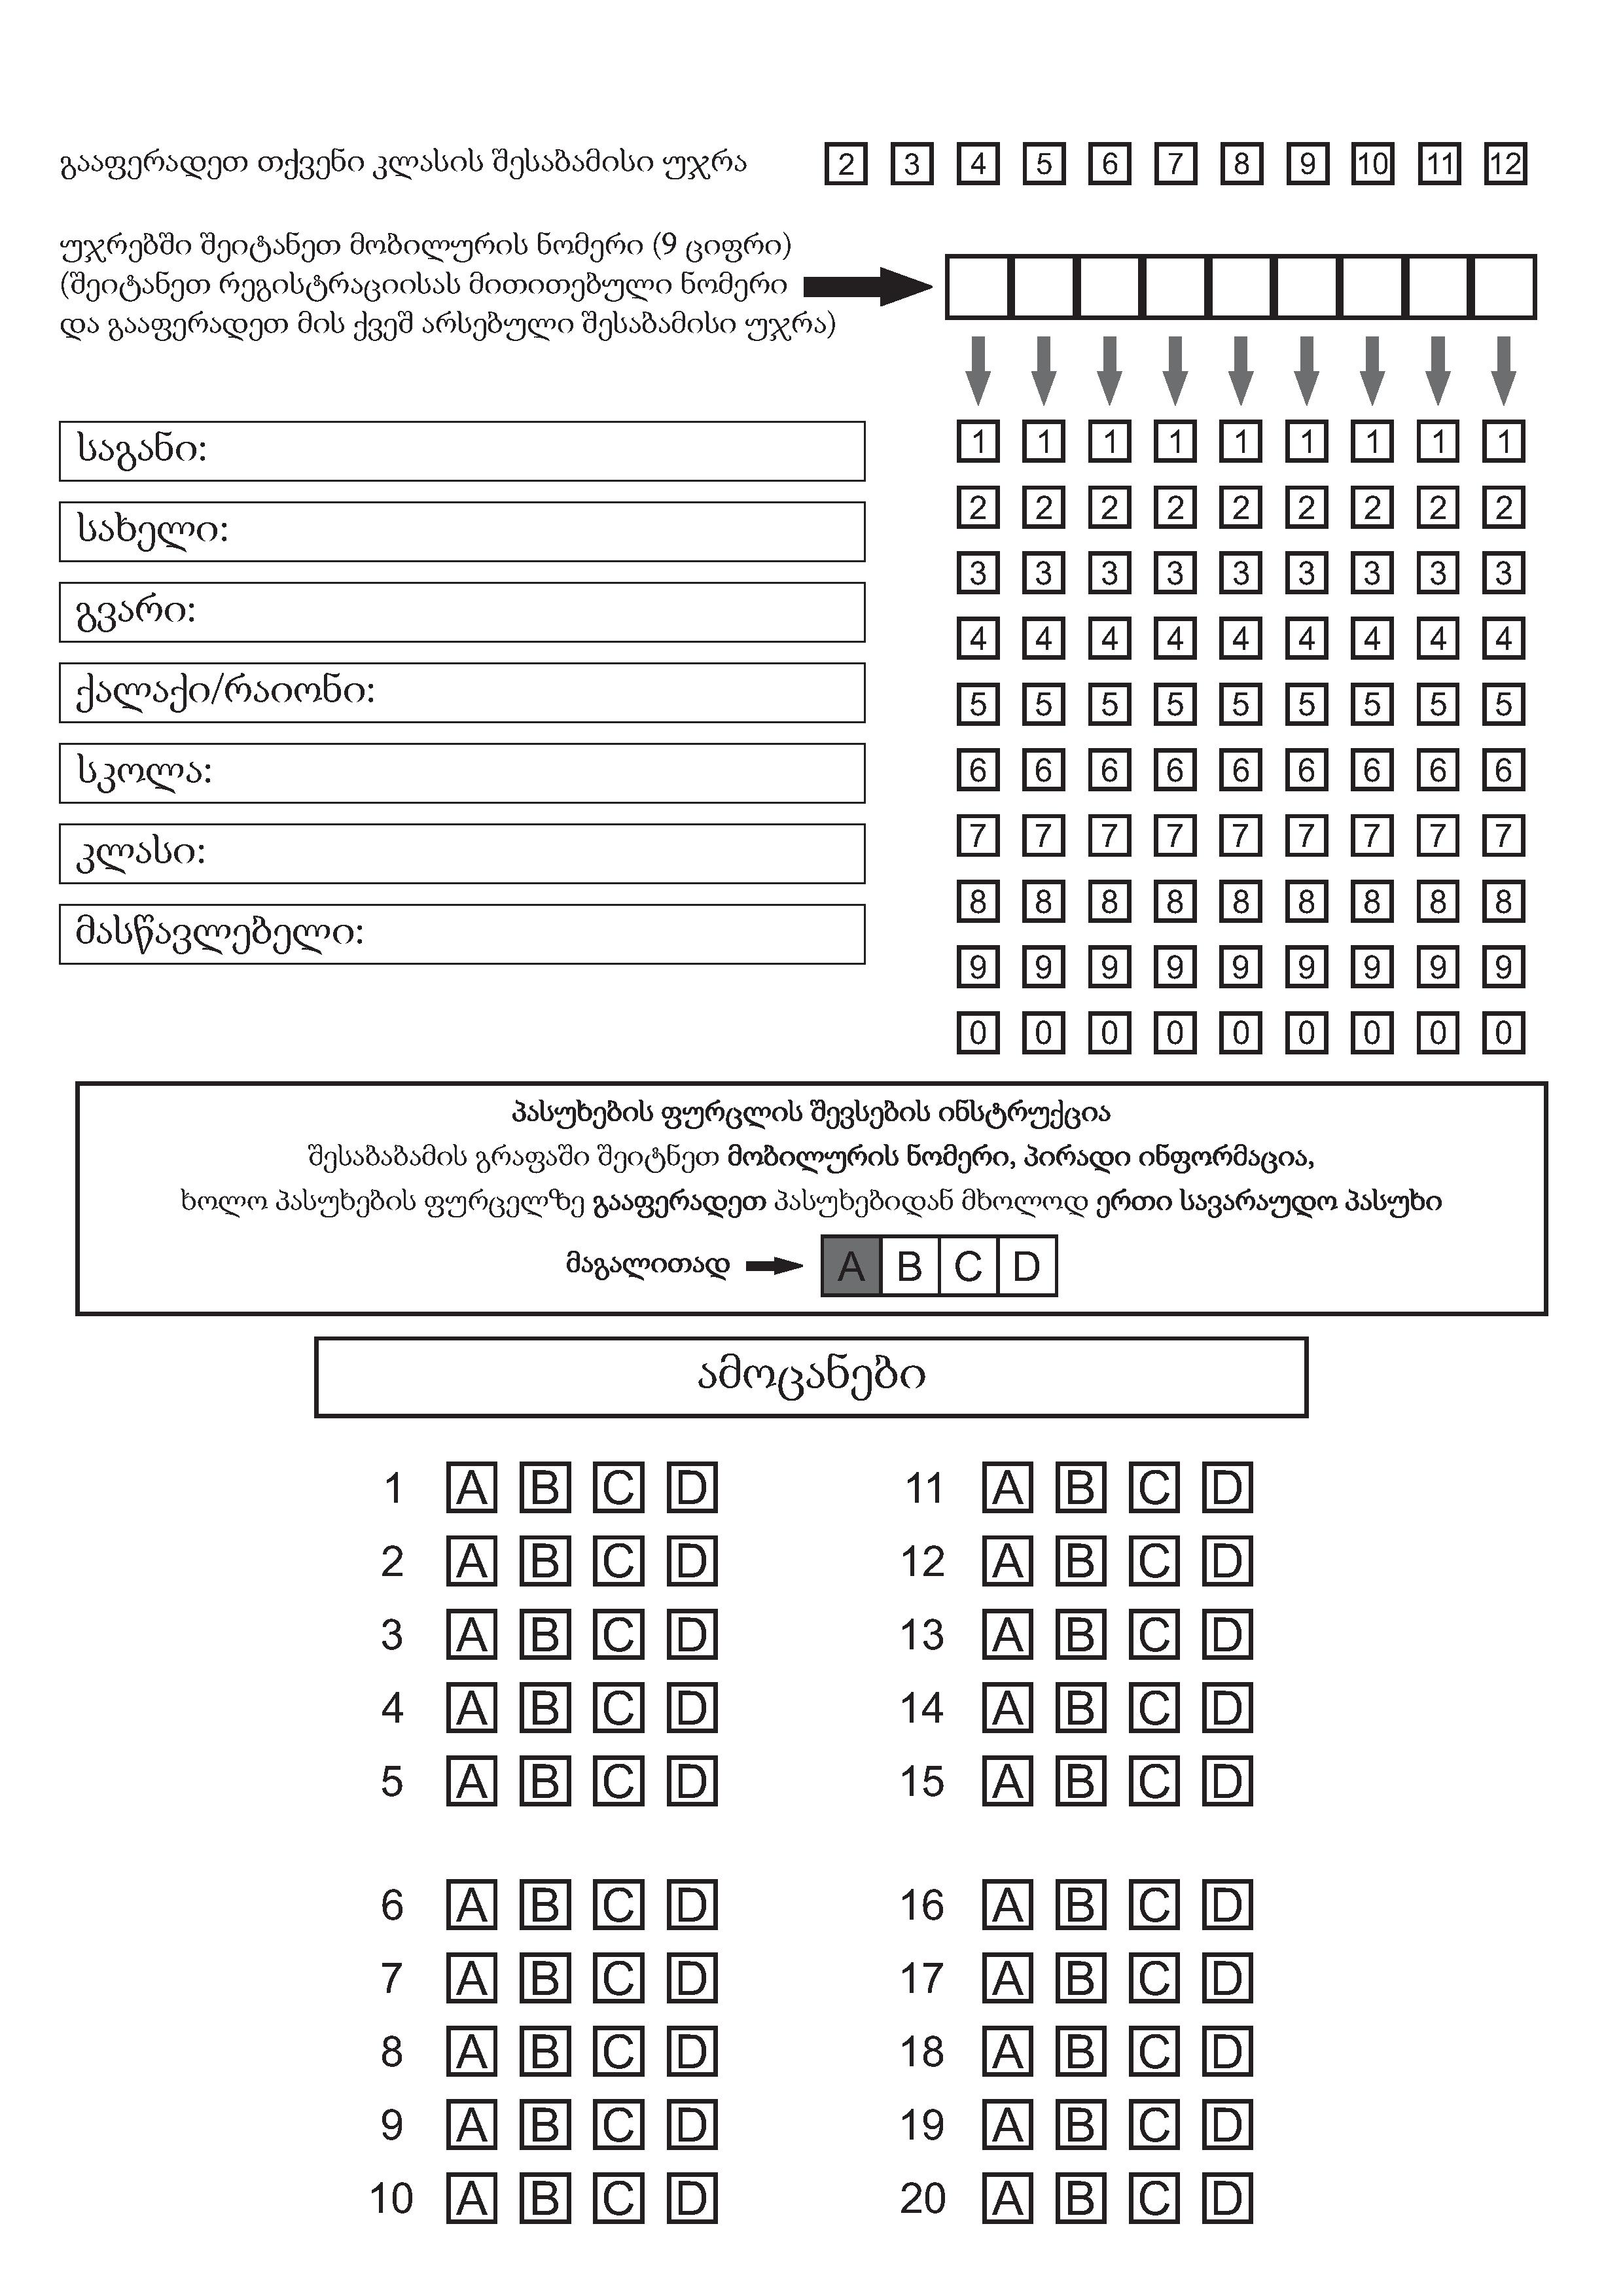 გააფერადეთ თქვენი კლასის შესაბამისი უჯრა 2 3 4 5 6 7 8 9 10 11 12
უჯრებში შეიტანეთ მობილურის ნომერი (9 ციფრი)
(შეიტანეთ რეგისტრაციისას მითითებული ნომერი
და გააფერადეთ მის ქვეშ არსებული შესაბამისი უჯრა)
საგანი:
სახელი:
გვარი:
ქალაქი/რაიონი:
სკოლა:
კლასი:
მასწავლებელი:
1 1 1 1 1 1 1 1 1
2 2 2 2 2 2 2 2 2
3 3 3 3 3 3 3 3 3
4 4 4 4 4 4 4 4 4
5 5 5 5 5 5 5 5 5
6 6 6 6 6 6 6 6 6
7 7 7 7 7 7 7 7 7
8 8 8 8 8 8 8 8 8
9 9 9 9 9 9 9 9 9
0 0 0 0 0 0 0 0 0
პასუხების ფურცლის შევსების ინსტრუქცია
შესაბაბამის გრაფაში შეიტნეთ მობილურის ნომერი, პირადი ინფორმაცია,
ხოლო პასუხების ფურცელზე გააფერადეთ პასუხებიდან მხოლოდ ერთი სავარაუდო პასუხი
მაგალითად A B C D
ამოცანები
1 A B C D
2 A B C D
3 A B C D
4 A B C D
5 A B C D
6 A B C D
7 A B C D
8 A B C D
9 A B C D
10 A B C D
11 A B C D
12 A B C D
13 A B C D
14 A B C D
15 A B C D
16 A B C D
17 A B C D
18 A B C D
19 A B C D
20 A B C D